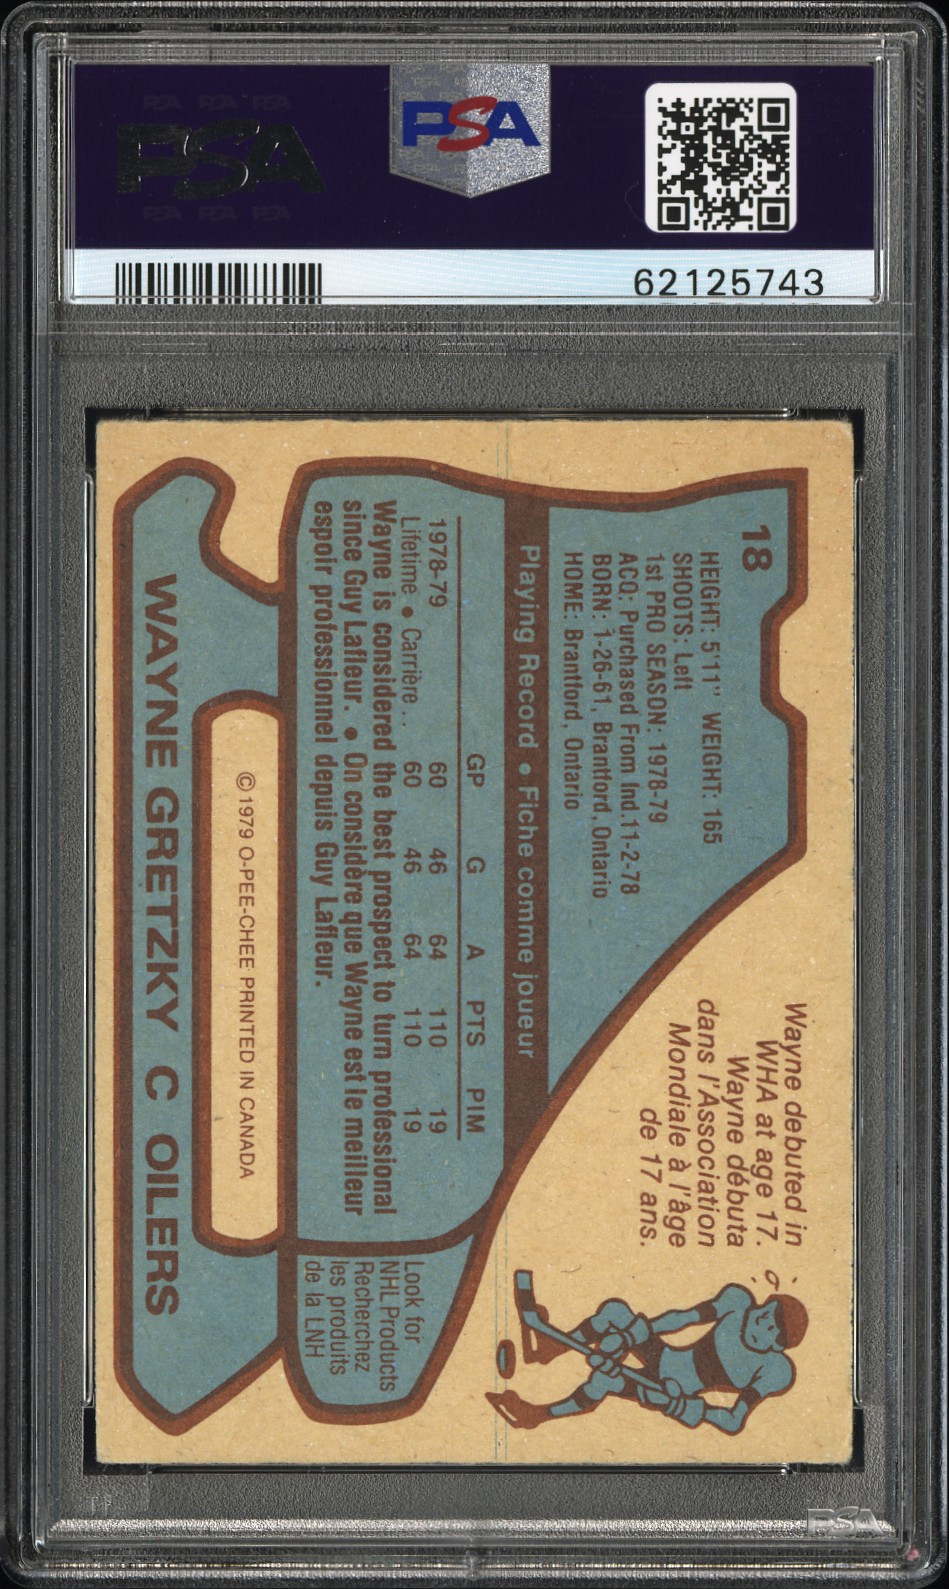 PSA
PSA
62125743
18
HEIGHT: 5'11" WEIGHT: 165
SHOOTS: Left
1st PRO SEASON: 1978-79
ACQ: Purchased From Ind.11-2-78
BORN: 1-26-61, Brantford, Ontario
HOME: Brantford, Ontario
Wayne debuted in
WHA at age 17.
Wayne débuta
dans l'Association
Mondiale à l'âge
de 17 ans.
Playing Record • Fiche comme joueur
GP G A PTS PIM
1978-79 60 46 64 110 19
Lifetime • Carrière... 60 46 64 110 19
Wayne is considered the best prospect to turn professional
since Guy Lafleur. • On considère que Wayne est le meilleur
espoir professionnel depuis Guy Lafleur.
Look for
NHL Products
Recherchez
les produits
de la LNH
© 1979 O-PEE-CHEE PRINTED IN CANADA
WAYNE GRETZKY C OILERS
PSA